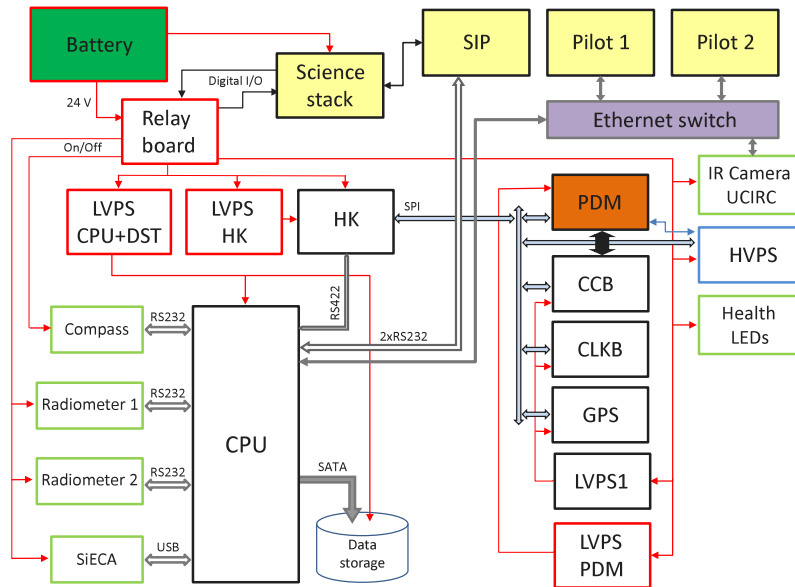 Battery
SIP
Pilot 1
Pilot 2
Science
stack
Digital I/O
24 V
Relay
board
Ethernet switch
On/Off
IR Camera
UCIRC
LVPS
CPU+DST
LVPS
HK
HK
SPI
PDM
HVPS
CCB
RS422
Compass
RS232
2xRS232
Health
LEDs
CLKB
Radiometer 1
RS232
GPS
CPU
Radiometer 2
RS232
SATA
LVPS1
SiECA
USB
Data
storage
LVPS
PDM